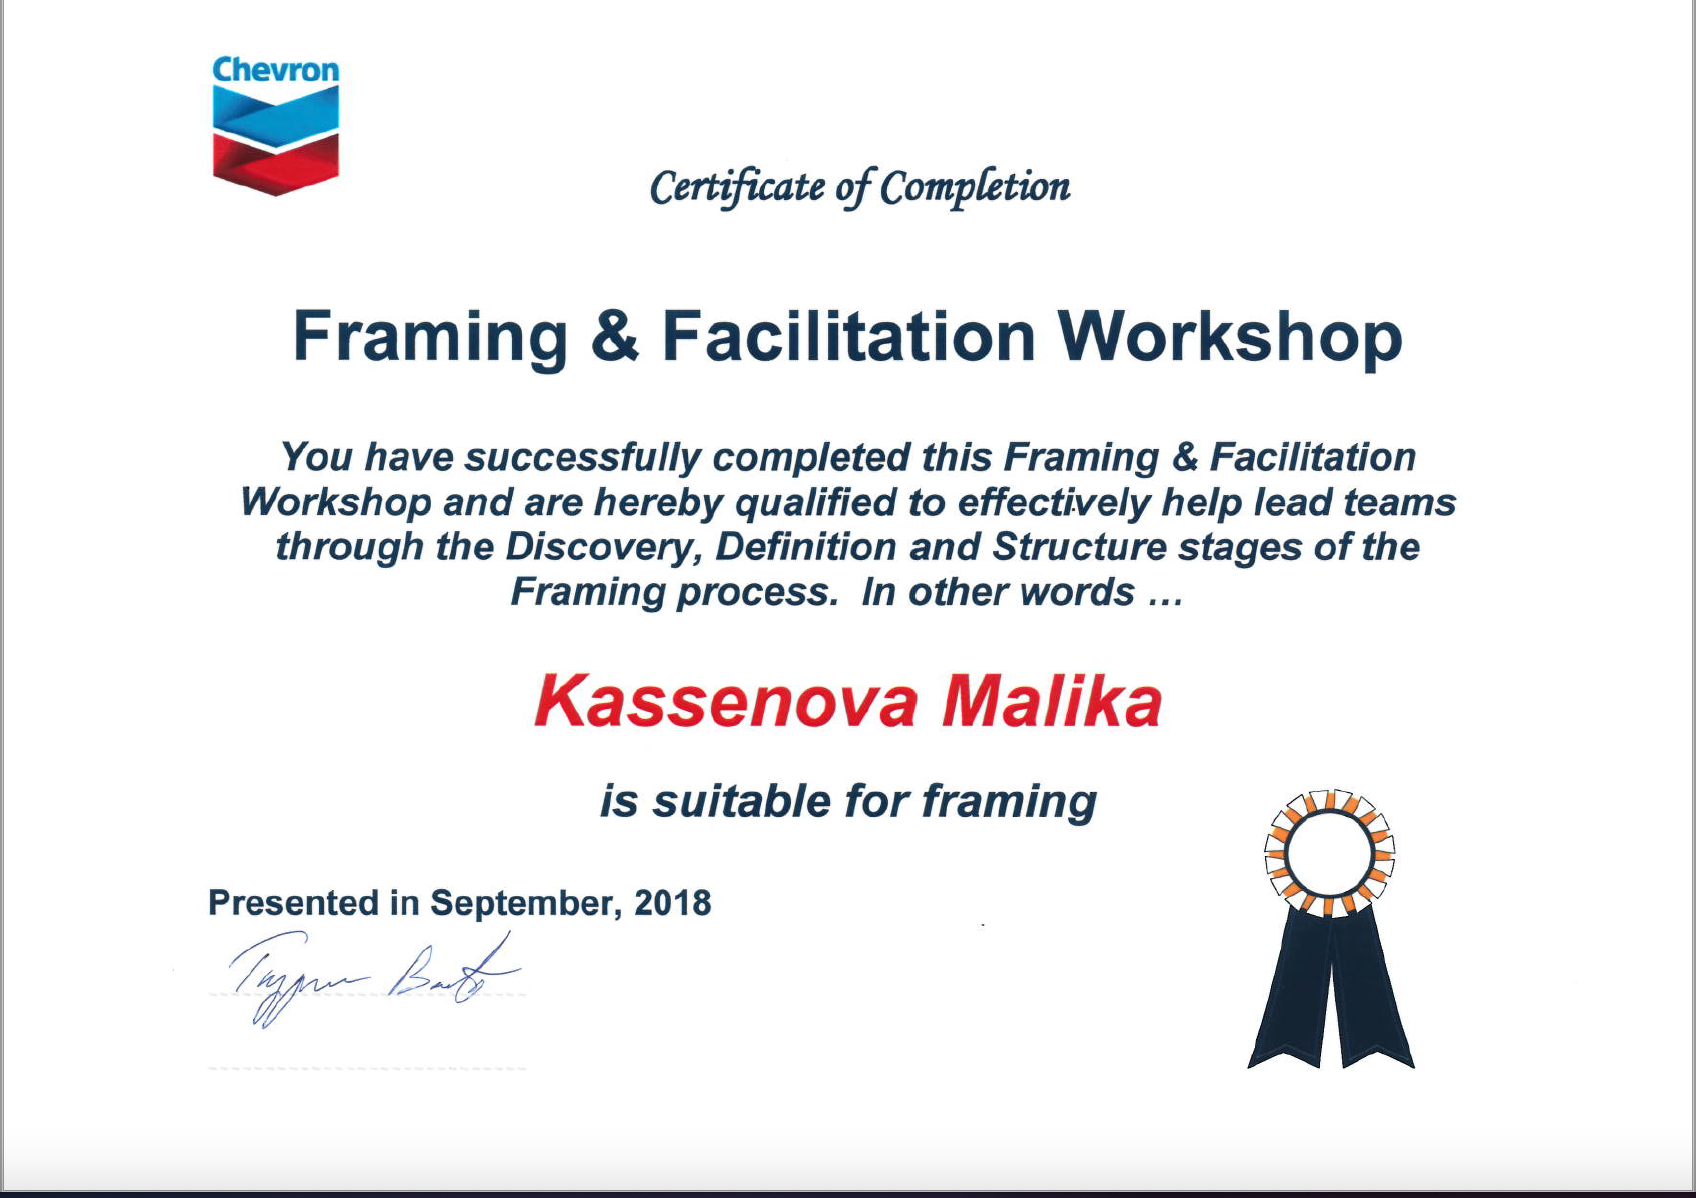 Chevron
Certificate of Completion
Framing & Facilitation Workshop
You have successfully completed this Framing & Facilitation
Workshop and are hereby qualified to effectively help lead teams
through the Discovery, Definition and Structure stages of the
Framing process.  In other words ...
Kassenova Malika
is suitable for framing
Presented in September, 2018